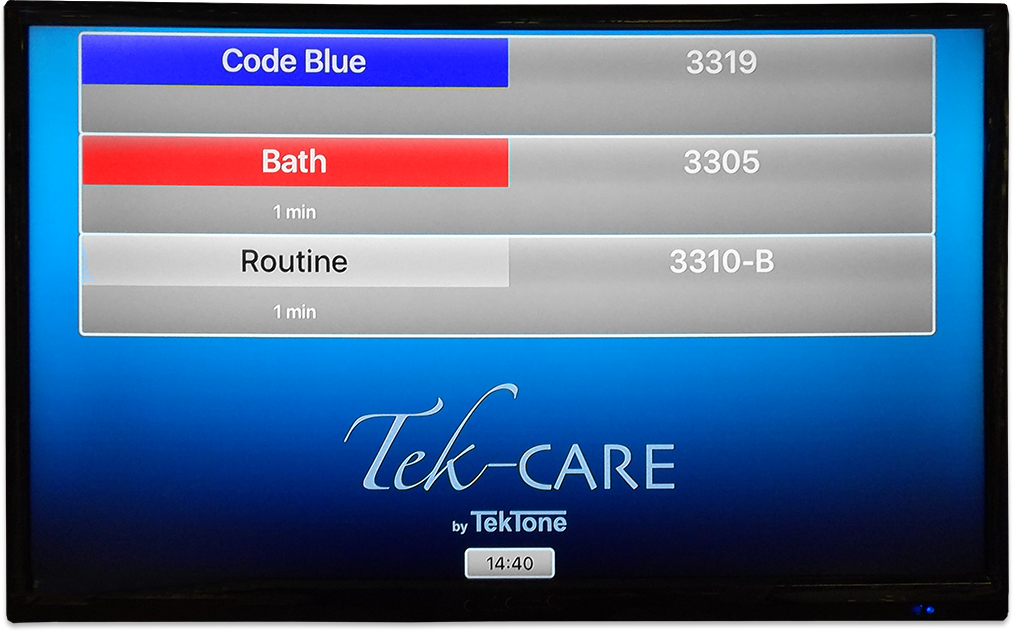 Code Blue 3319
Bath 3305
1 min
Routine 3310-B
1 min
Tek-CARE
by TekTone
14:40